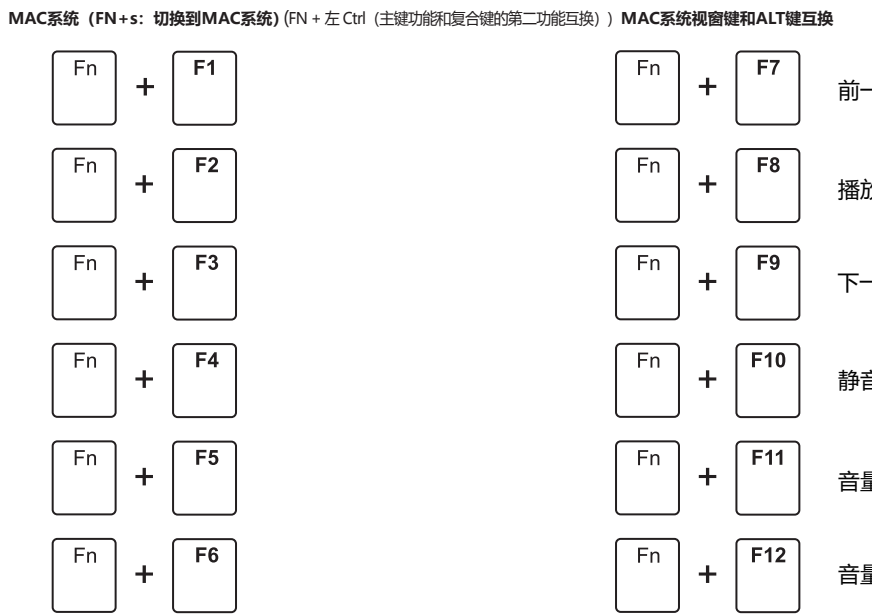 MAC系统（FN+s：切换到MAC系统）(FN + 左 Ctrl（主键功能和复合键的第二功能互换））MAC系统视窗键和ALT键互换
Fn + F1
Fn + F7 前一
Fn + F2
Fn + F8 播放
Fn + F3
Fn + F9 下一
Fn + F4
Fn + F10 静音
Fn + F5
Fn + F11 音量
Fn + F6
Fn + F12 音量